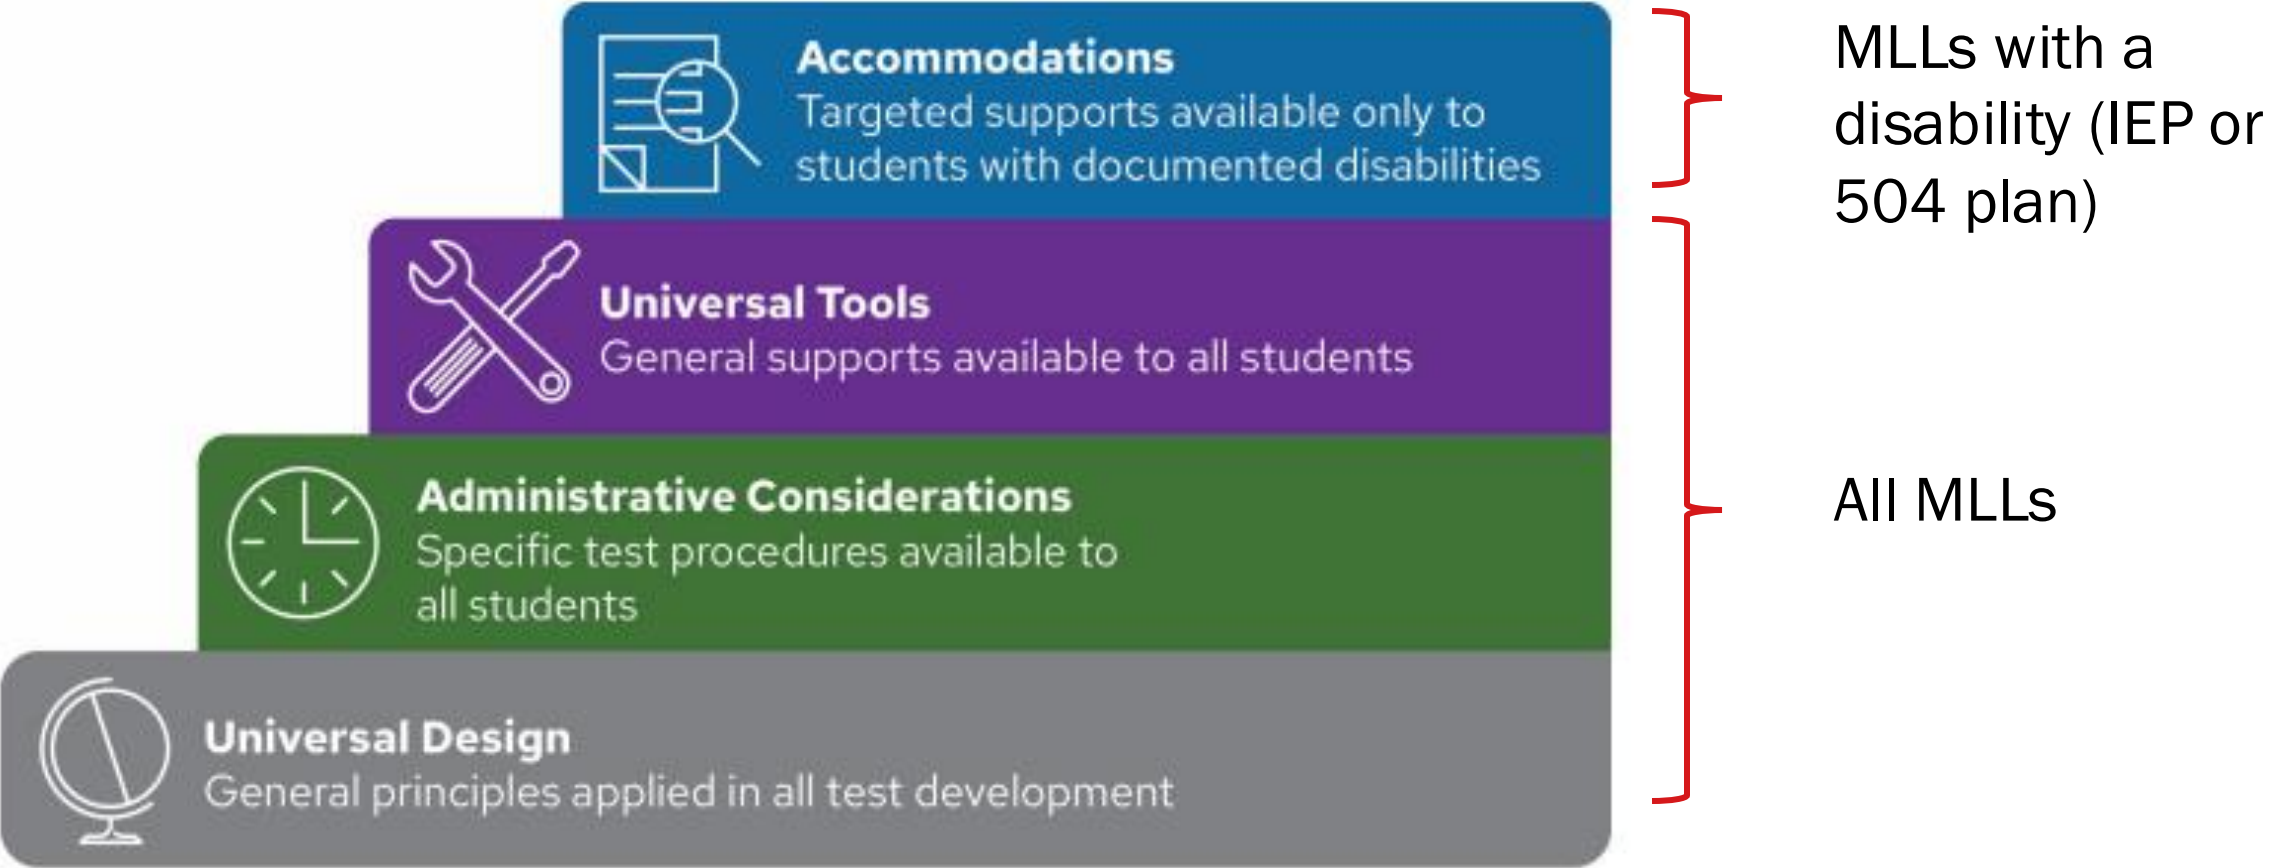 Accommodations
Targeted supports available only to
students with documented disabilities
MLLs with a
disability (IEP or
504 plan)
Universal Tools
General supports available to all students
Administrative Considerations
Specific test procedures available to
all students
All MLLs
Universal Design
General principles applied in all test development